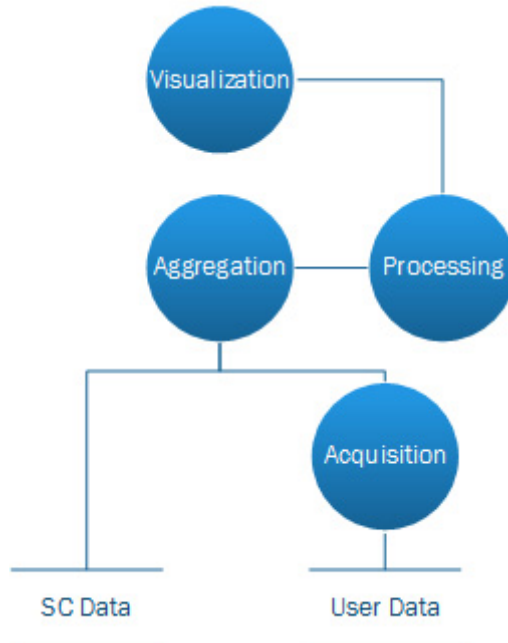 Visualization
Aggregation
Processing
Acquisition
SC Data
User Data